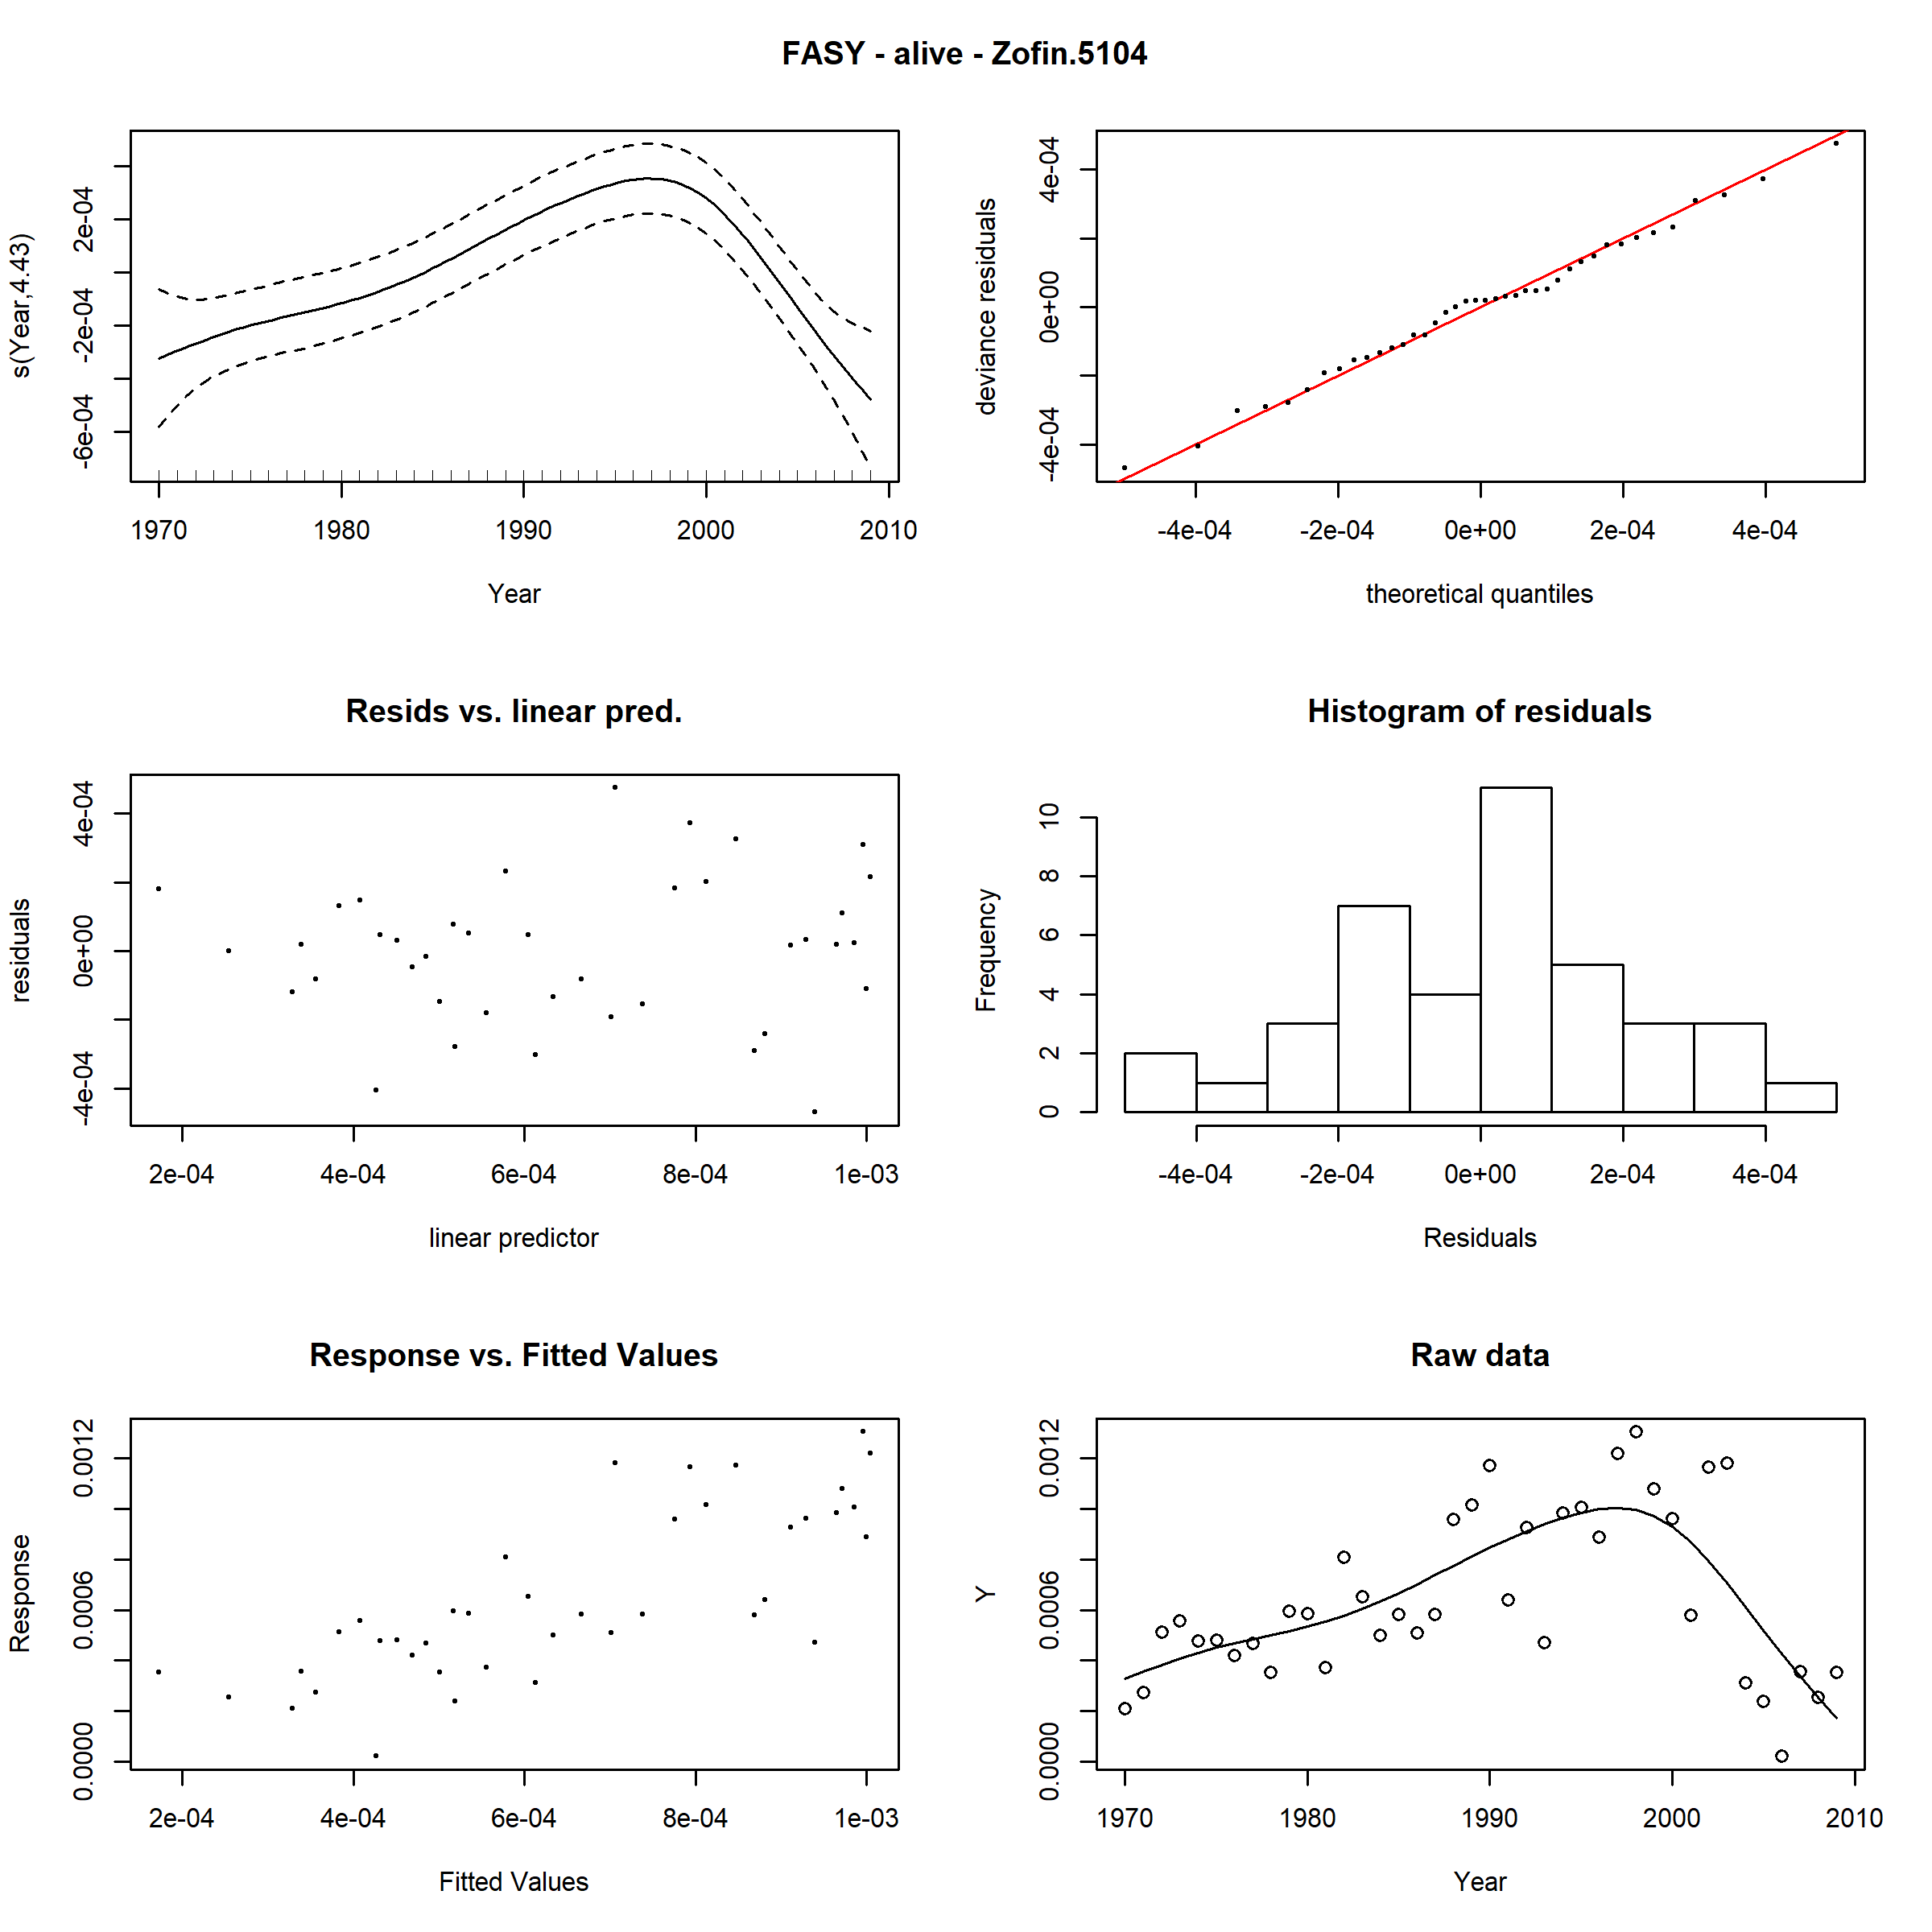 FASY - alive - Zofin.5104
s(Year,4.43)
2e-04
-2e-04
-6e-04
1970 1980 1990 2000 2010
Year
deviance residuals
4e-04
0e+00
-4e-04
-4e-04 -2e-04 0e+00 2e-04 4e-04
theoretical quantiles
Resids vs. linear pred.
residuals
4e-04
0e+00
-4e-04
2e-04 4e-04 6e-04 8e-04 1e-03
linear predictor
Histogram of residuals
Frequency
10
8
6
4
2
0
-4e-04 -2e-04 0e+00 2e-04 4e-04
Residuals
Response vs. Fitted Values
Response
0.0012
0.0006
0.0000
2e-04 4e-04 6e-04 8e-04 1e-03
Fitted Values
Raw data
Y
0.0012
0.0006
0.0000
1970 1980 1990 2000 2010
Year